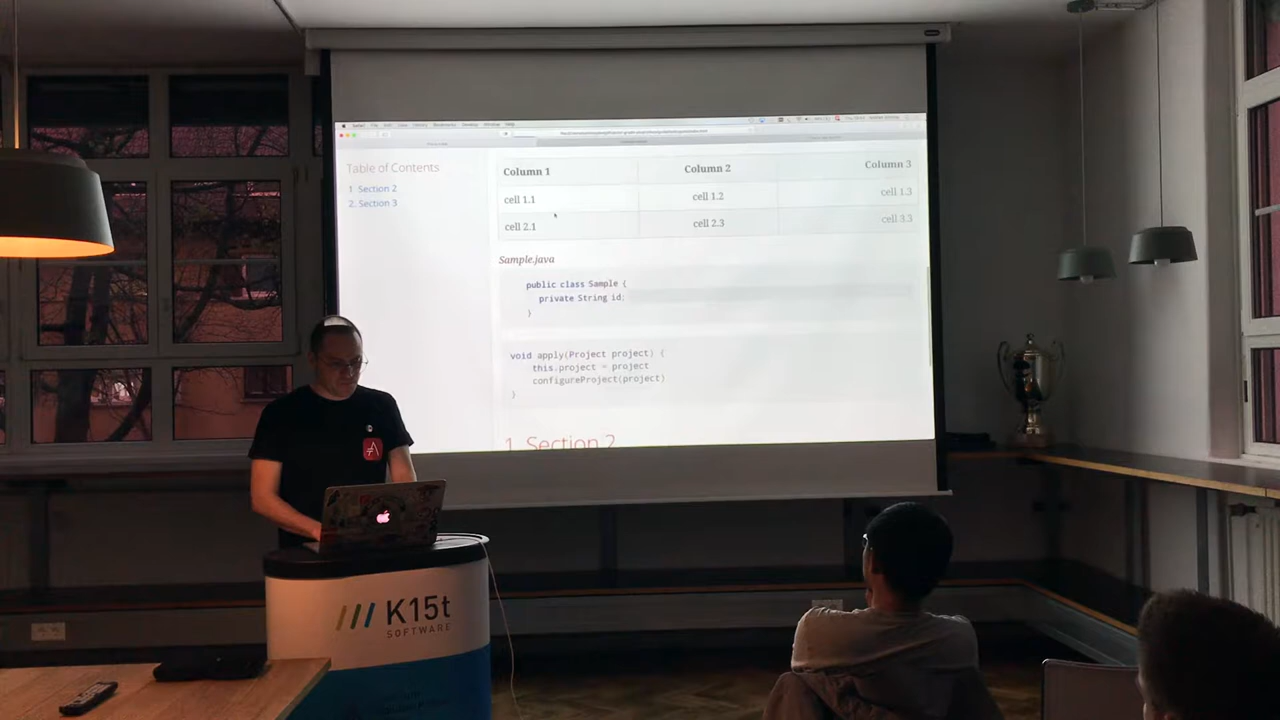 Table of Contents
1 Section 2
2. Section 3
Column 1 Column 2 Column 3
cell 1.1 cell 1.2 cell 1.3
cell 2.1 cell 2.3 cell 3.3
Sample.java
public class Sample {
private String id;
}
void apply(Project project) {
this.project = project
configureProject(project)
}
1. Section 2
K15t
SOFTWARE